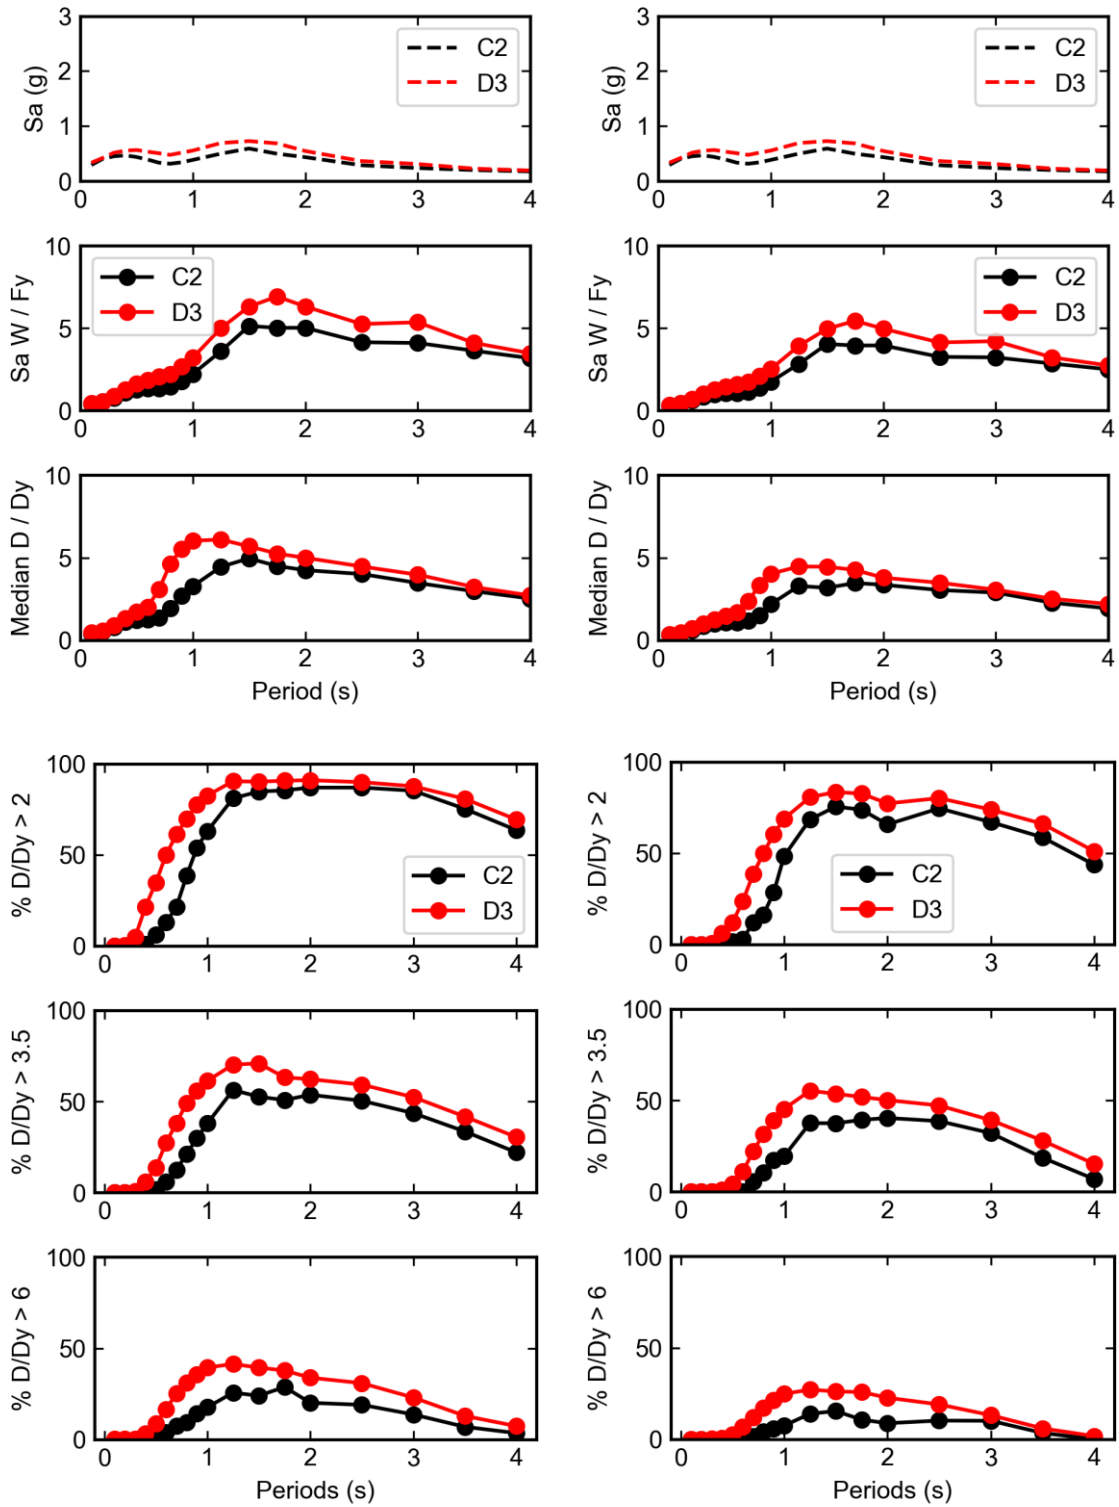 3
2
1
0
Sa (g)
C2
D3
0 1 2 3 4
3
2
1
0
Sa (g)
C2
D3
0 1 2 3 4
10
5
0
Sa W / Fy
C2
D3
0 1 2 3 4
10
5
0
Sa W / Fy
C2
D3
0 1 2 3 4
10
5
0
Median D / Dy
0 1 2 3 4
Period (s)
10
5
0
Median D / Dy
0 1 2 3 4
Period (s)
100
50
0
% D/Dy > 2
C2
D3
0 1 2 3 4
100
50
0
% D/Dy > 2
C2
D3
0 1 2 3 4
100
50
0
% D/Dy > 3.5
0 1 2 3 4
100
50
0
% D/Dy > 3.5
0 1 2 3 4
100
50
0
% D/Dy > 6
0 1 2 3 4
Periods (s)
100
50
0
% D/Dy > 6
0 1 2 3 4
Periods (s)